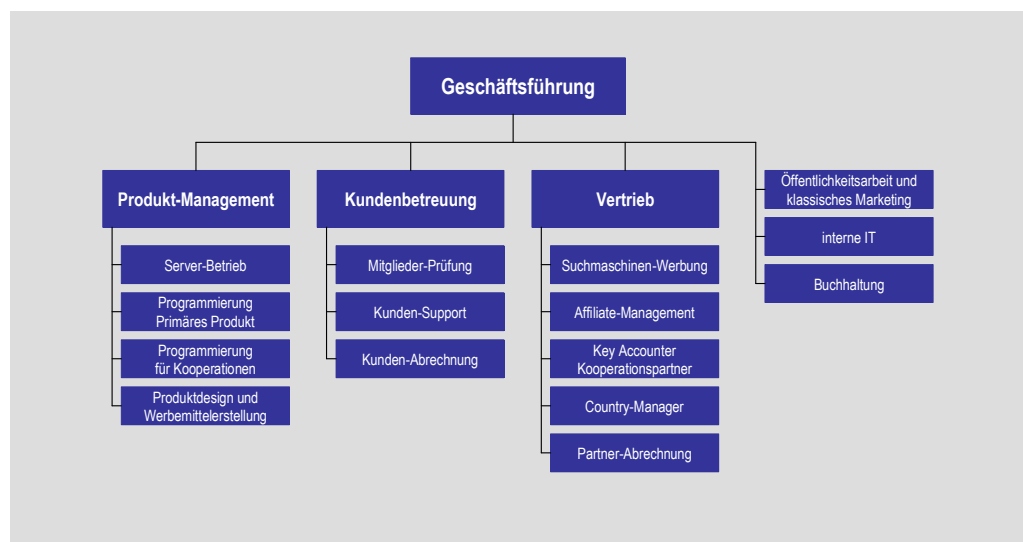 Geschäftsführung
Produkt-Management
Server-Betrieb
Programmierung
Primäres Produkt
Programmierung
für Kooperationen
Produktdesign und
Werbemittelerstellung
Kundenbetreuung
Mitglieder-Prüfung
Kunden-Support
Kunden-Abrechnung
Vertrieb
Suchmaschinen-Werbung
Affiliate-Management
Key Accounter
Kooperationspartner
Country-Manager
Partner-Abrechnung
Öffentlichkeitsarbeit und
klassisches Marketing
interne IT
Buchhaltung